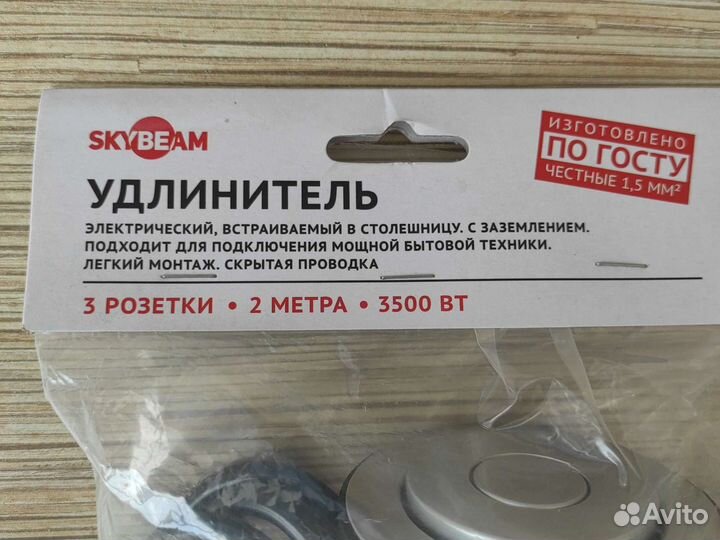 SKYBEAM
УДЛИНИТЕЛЬ
ЭЛЕКТРИЧЕСКИЙ, ВСТРАИВАЕМЫЙ В СТОЛЕШНИЦУ. С ЗАЗЕМЛЕНИЕМ.
ПОДХОДИТ ДЛЯ ПОДКЛЮЧЕНИЯ МОЩНОЙ БЫТОВОЙ ТЕХНИКИ.
ЛЕГКИЙ МОНТАЖ. СКРЫТАЯ ПРОВОДКА
3 РОЗЕТКИ • 2 МЕТРА • 3500 ВТ
ИЗГОТОВЛЕНО
ПО ГОСТУ
ЧЕСТНЫЕ 1,5 ММ²
Avito